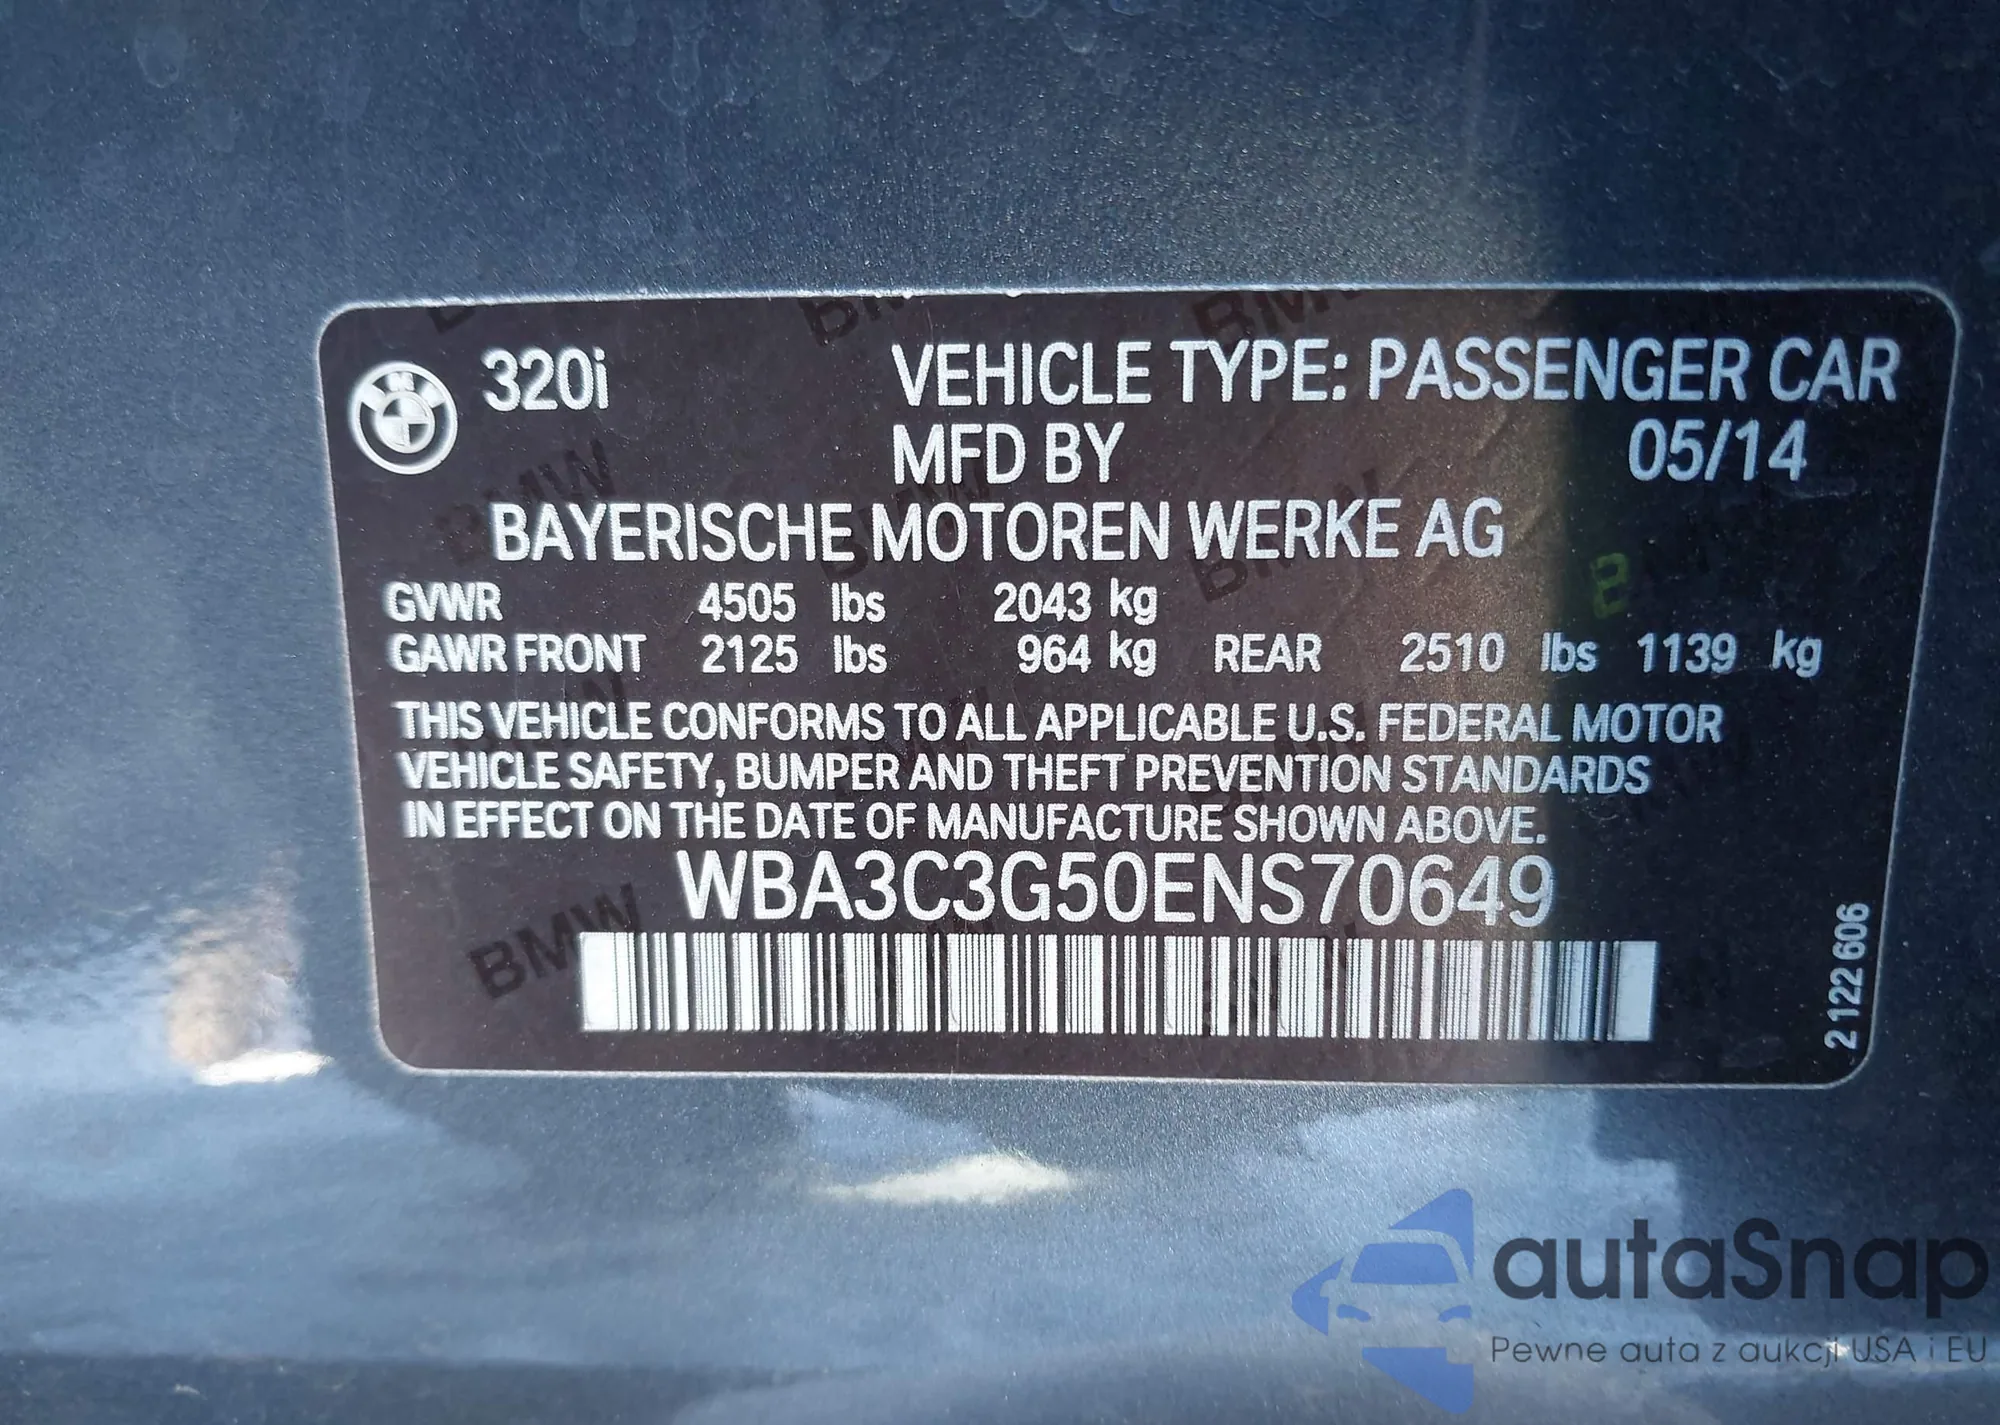 320i
VEHICLE TYPE: PASSENGER CAR
MFD BY 05/14
BAYERISCHE MOTOREN WERKE AG
GVWR 4505 lbs 2043 kg
GAWR FRONT 2125 lbs 964 kg REAR 2510 lbs 1139 kg
THIS VEHICLE CONFORMS TO ALL APPLICABLE U.S. FEDERAL MOTOR
VEHICLE SAFETY, BUMPER AND THEFT PREVENTION STANDARDS
IN EFFECT ON THE DATE OF MANUFACTURE SHOWN ABOVE.
WBA3C3G50ENS70649
BMW
2 122 606
autaSnap
Pewne auta z aukcji USA i EU